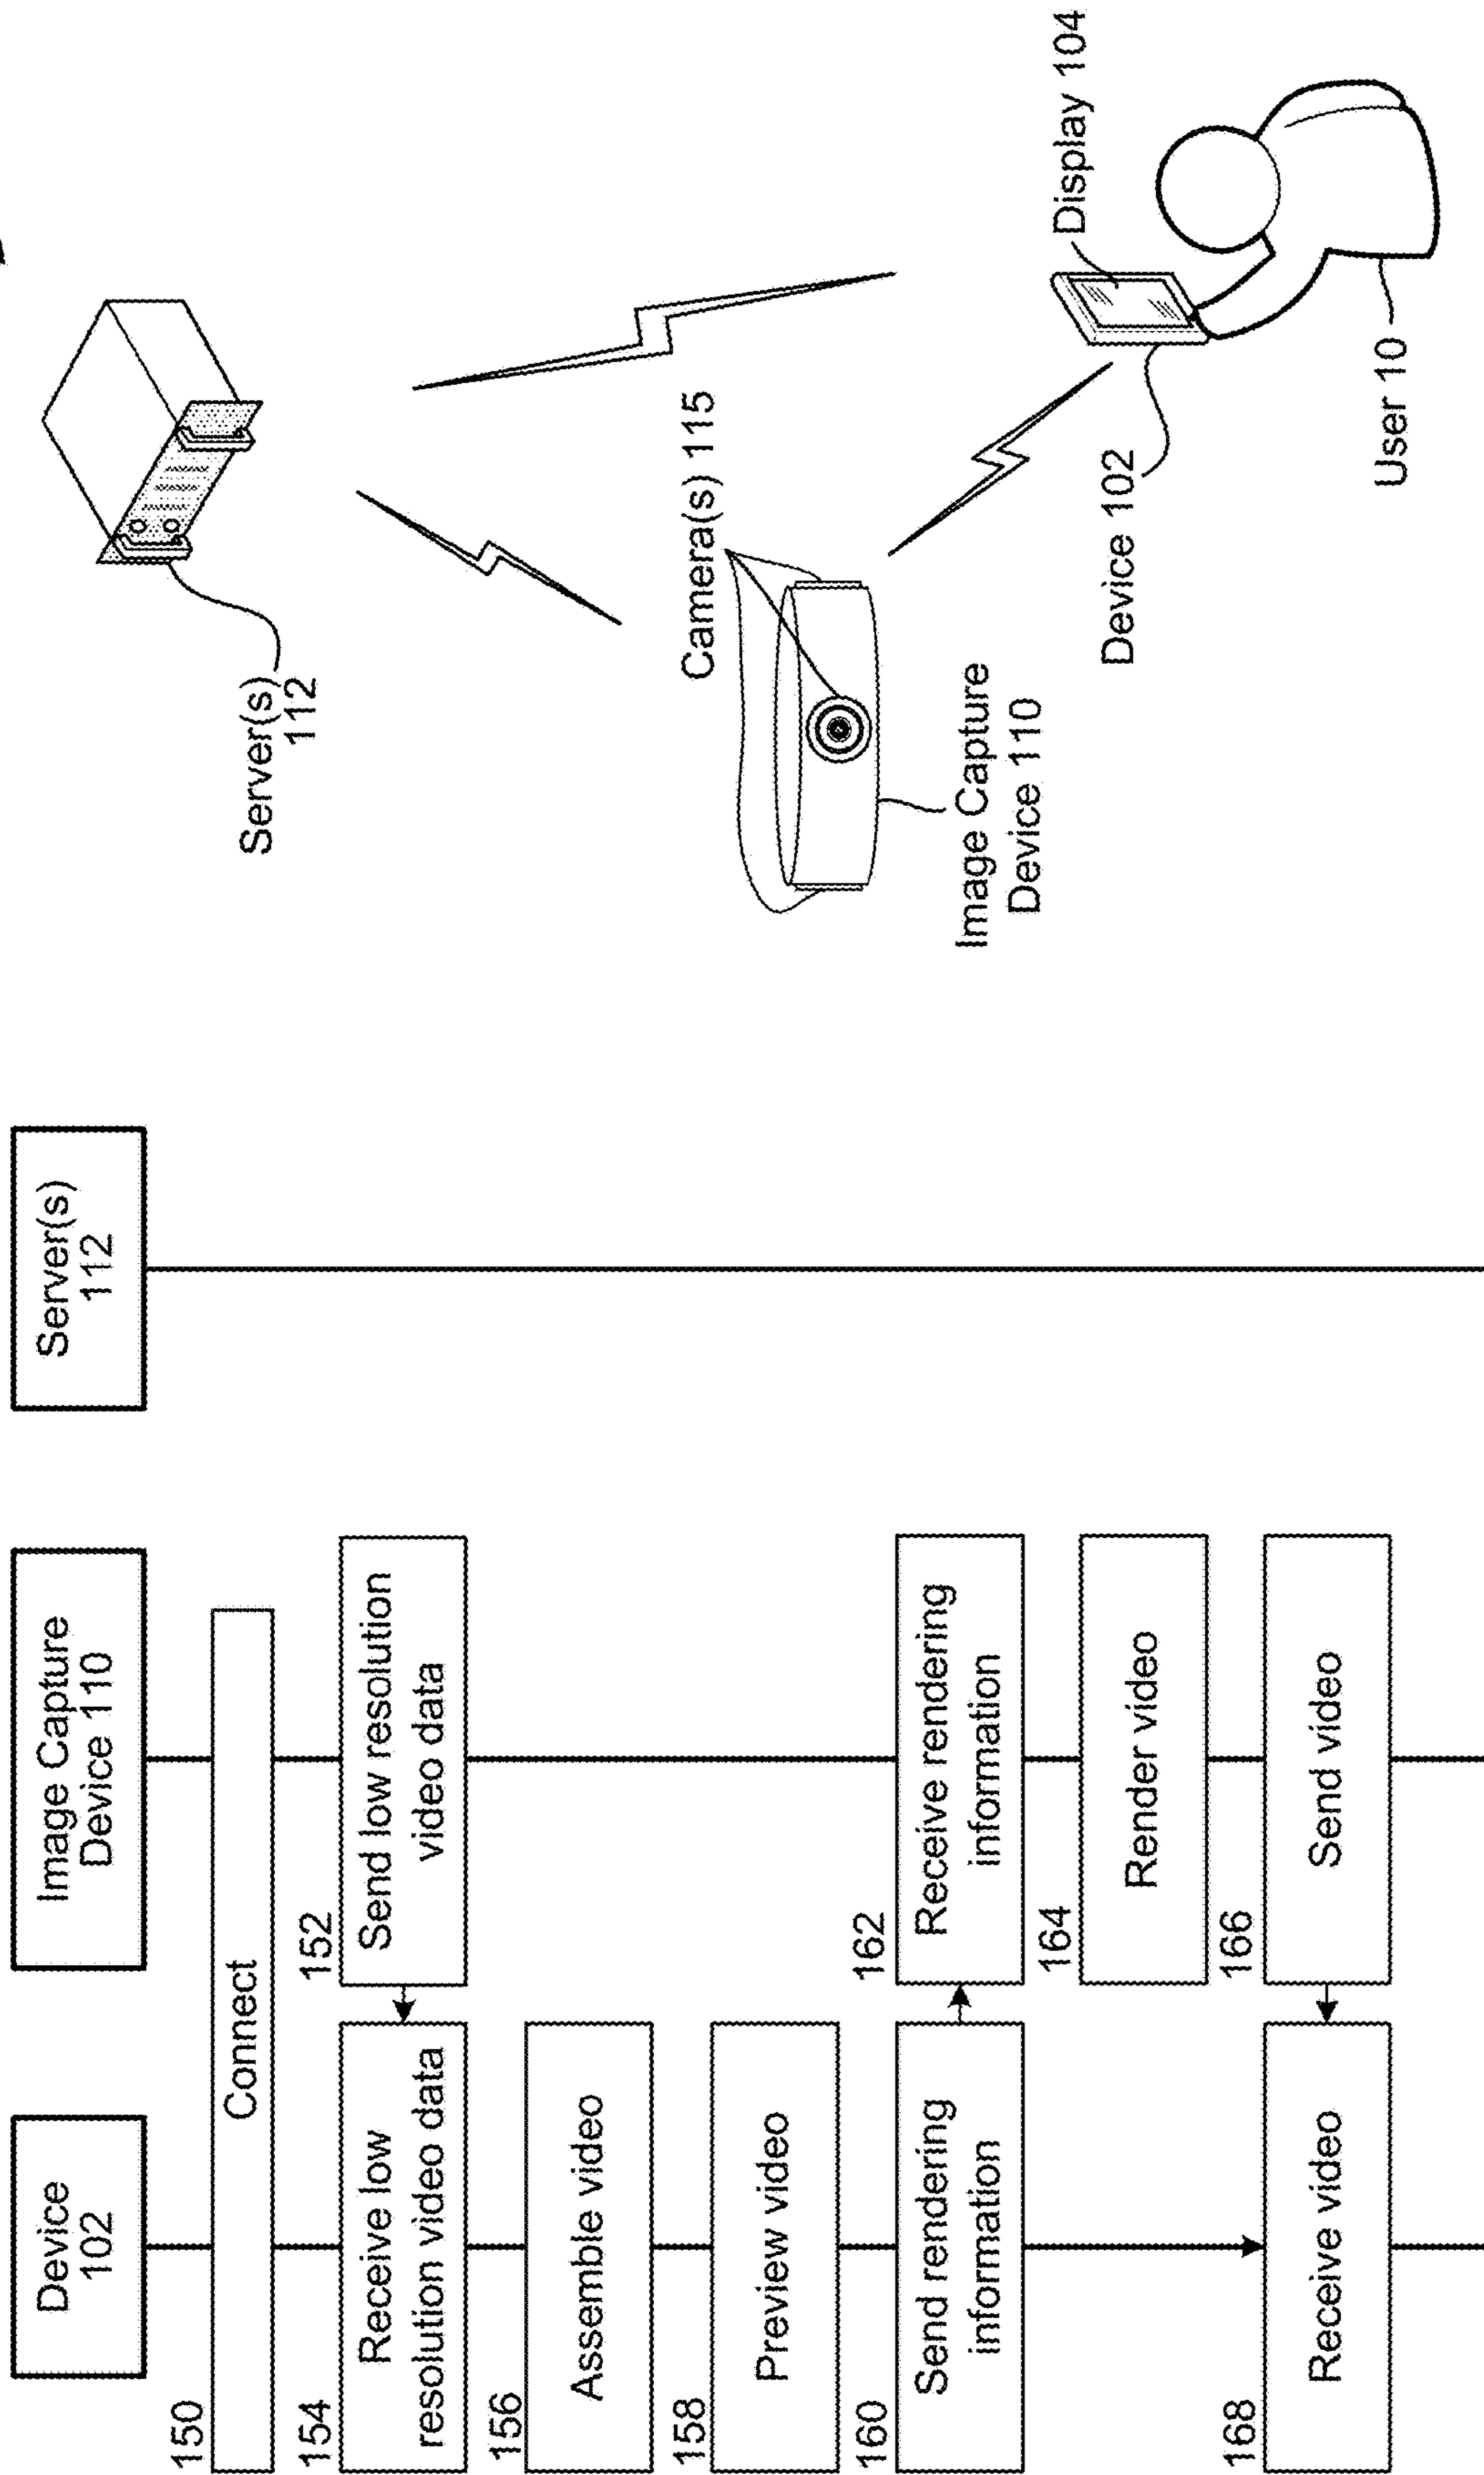 Device
102
Image Capture
Device 110
Server(s)
112
150
Connect
152
Send low resolution
video data
154
Receive low
resolution video data
156
Assemble video
158
Preview video
160
Send rendering
information
162
Receive rendering
information
164
Render video
166
Send video
168
Receive video
Server(s)
112
Camera(s) 115
Image Capture
Device 110
Display 104
Device 102
User 10